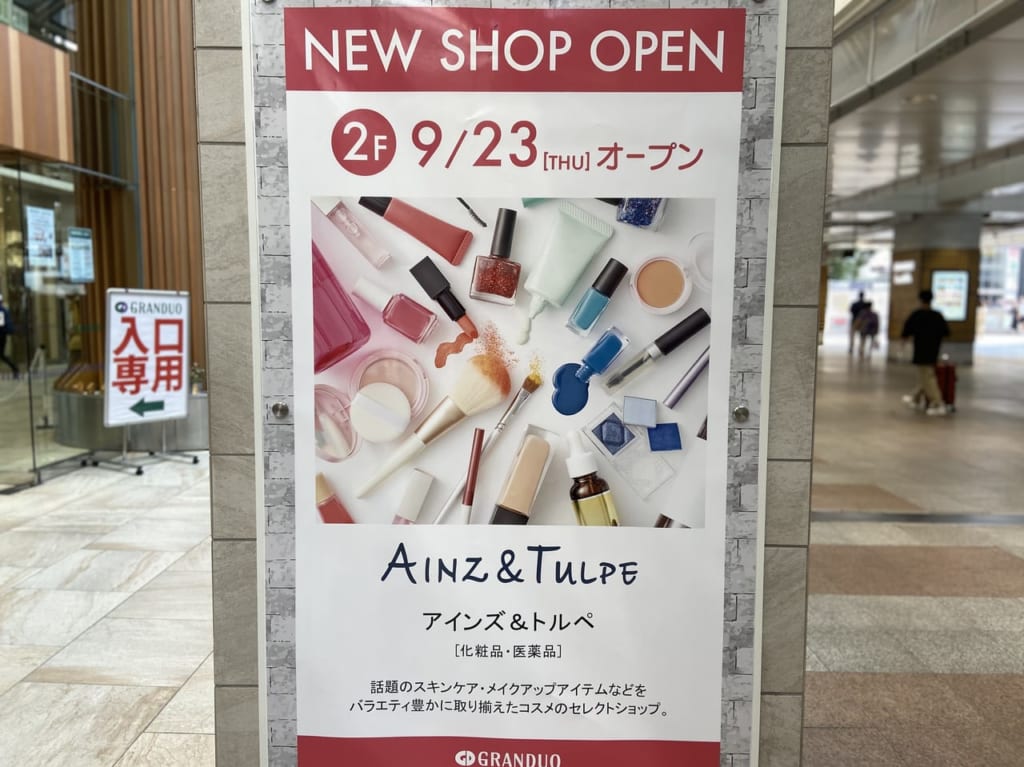 NEW SHOP OPEN
2F 9/23 [THU] オープン
AINZ & TULPE
アインズ&トルペ
[化粧品・医薬品]
話題のスキンケア・メイクアップアイテムなどを
バラエティ豊かに取り揃えたコスメのセレクトショップ。
GRANDUO
GRANDUO
入口
専用